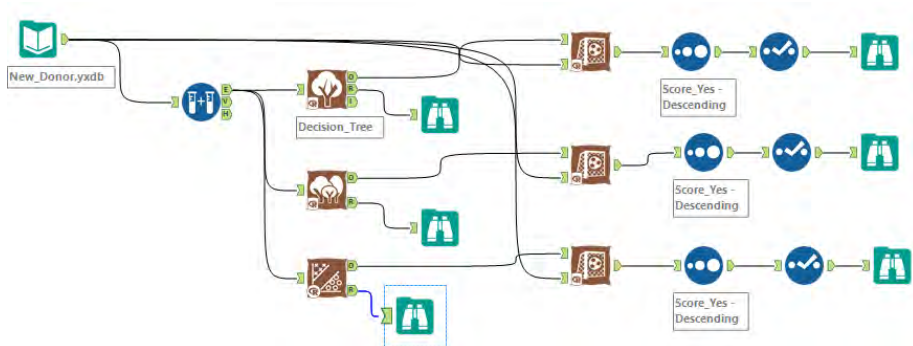 New_Donor.yxdb
E
V
H
O
R
I
Decision_Tree
Score_Yes -
Descending
O
R
Score_Yes -
Descending
O
R
Score_Yes -
Descending